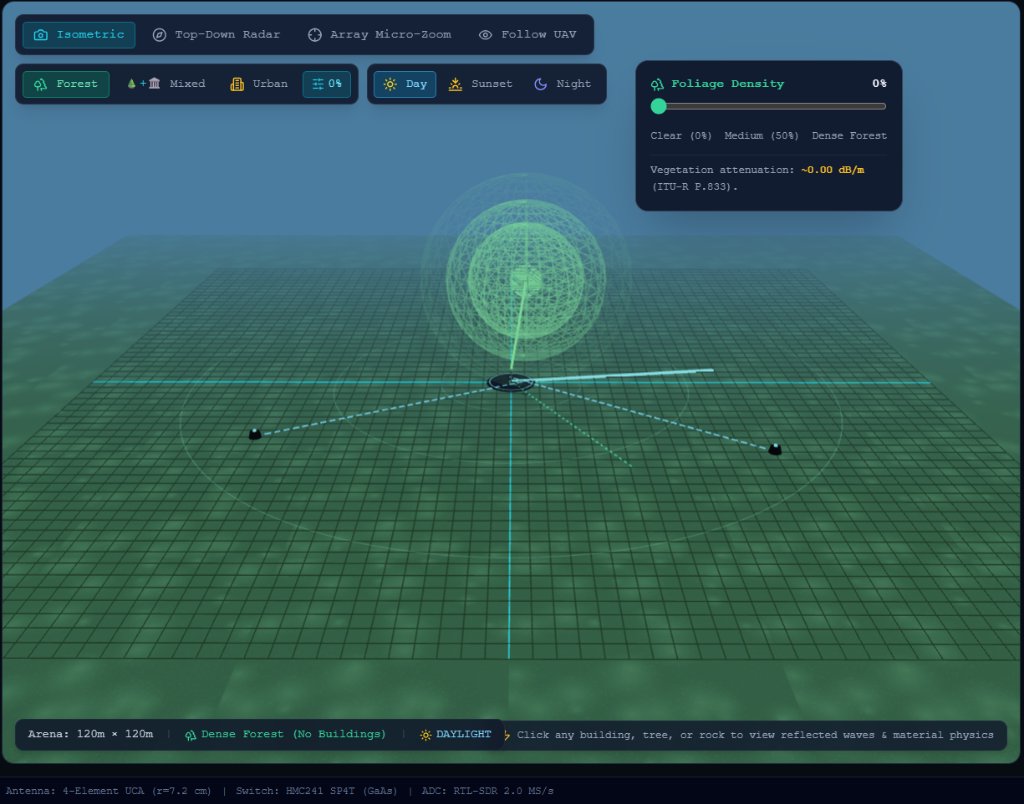 Isometric Top-Down Radar Array Micro-Zoom Follow UAV
Forest + Mixed Urban 0% Day Sunset Night
Foliage Density 0%
Clear (0%) Medium (50%) Dense Forest
Vegetation attenuation: ~0.00 dB/m
(ITU-R P.833).
Arena: 120m × 120m | Dense Forest (No Buildings) | DAYLIGHT
Click any building, tree, or rock to view reflected waves & material physics
Antenna: 4-Element UCA (r=7.2 cm) | Switch: HMC241 SP4T (GaAs) | ADC: RTL-SDR 2.0 MS/s